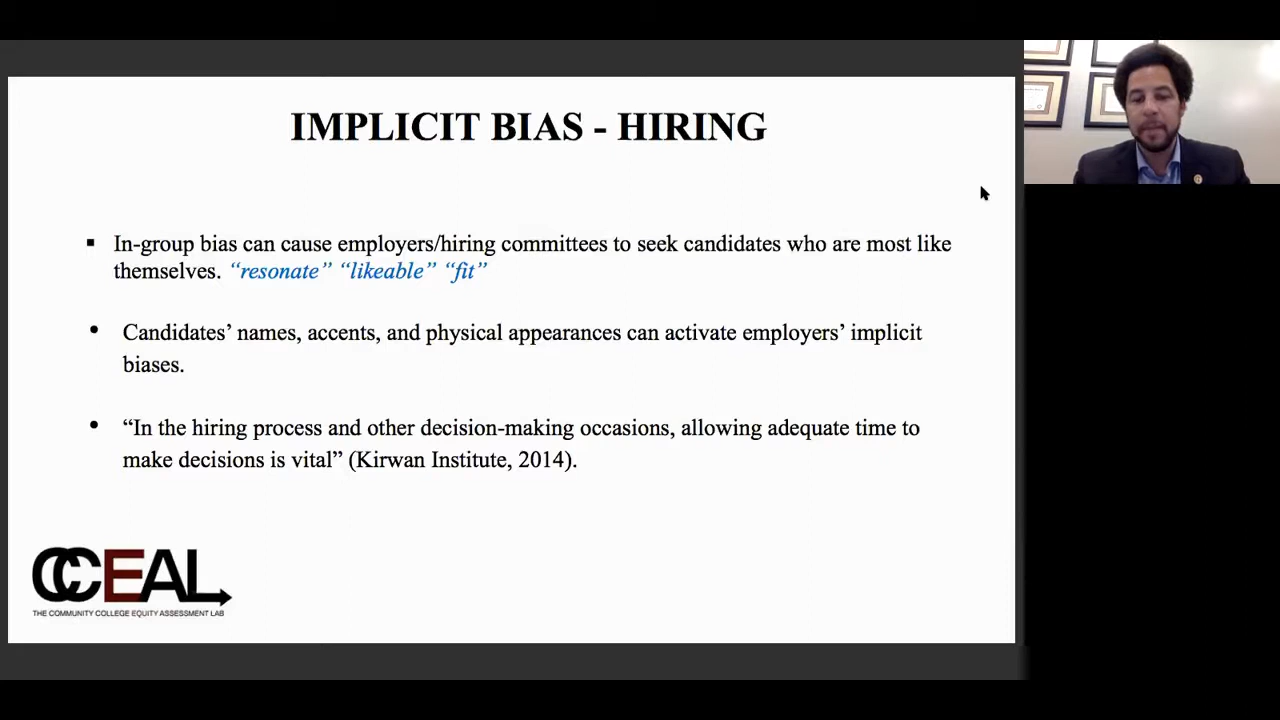 IMPLICIT BIAS - HIRING
▪ In-group bias can cause employers/hiring committees to seek candidates who are most like
themselves. “resonate” “likeable” “fit”
• Candidates’ names, accents, and physical appearances can activate employers’ implicit
biases.
• “In the hiring process and other decision-making occasions, allowing adequate time to
make decisions is vital” (Kirwan Institute, 2014).
CCEAL
THE COMMUNITY COLLEGE EQUITY ASSESSMENT LAB